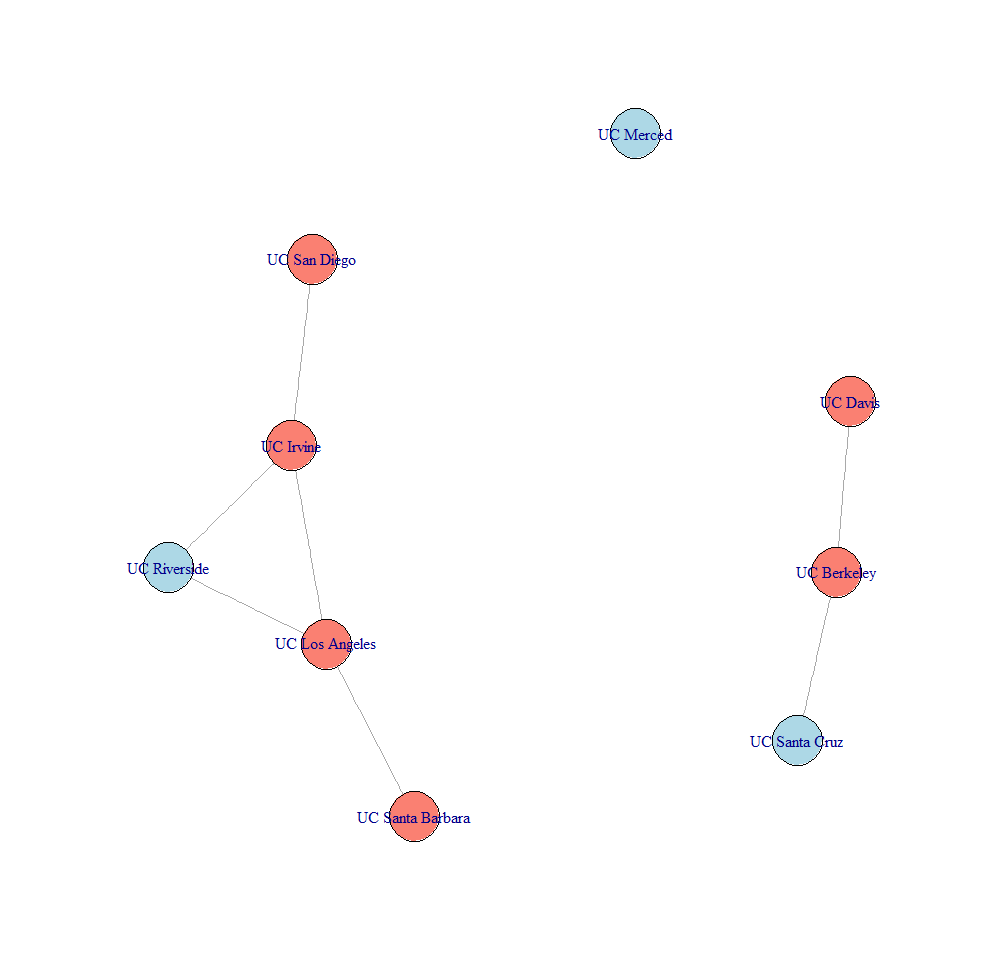 UC Merced
UC San Diego
UC Davis
UC Irvine
UC Riverside
UC Berkeley
UC Los Angeles
UC Santa Cruz
UC Santa Barbara